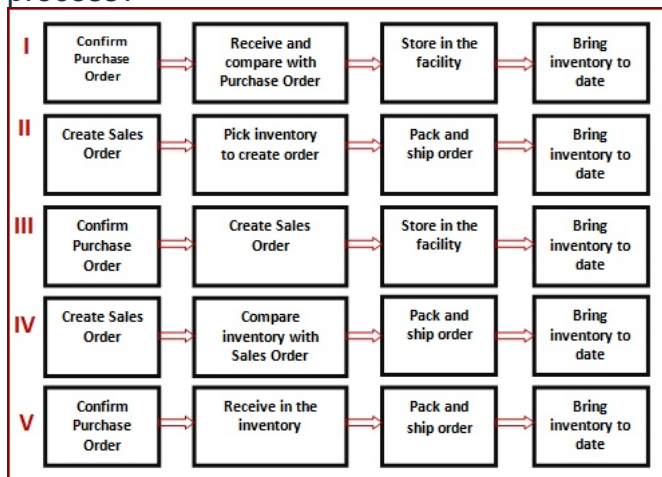 I
Confirm
Purchase
Order
Receive and
compare with
Purchase Order
Store in the
facility
Bring
inventory to
date
II
Create Sales
Order
Pick inventory
to create order
Pack and
ship order
Bring
inventory to
date
III
Confirm
Purchase
Order
Create Sales
Order
Store in the
facility
Bring
inventory to
date
IV
Create Sales
Order
Compare
inventory with
Sales Order
Pack and
ship order
Bring
inventory to
date
V
Confirm
Purchase
Order
Receive in the
inventory
Pack and
ship order
Bring
inventory to
date